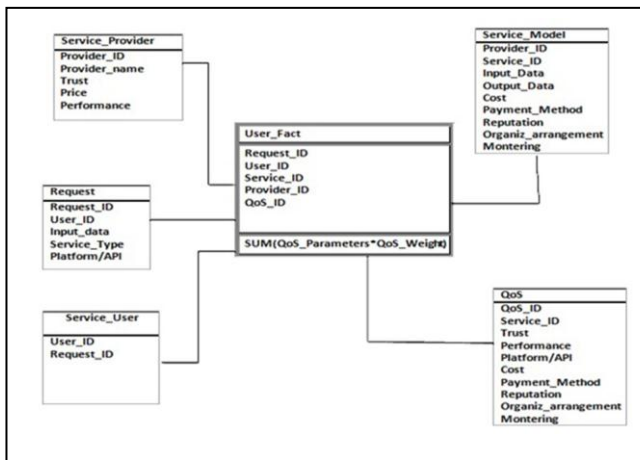 Service_Provider
Provider_ID
Provider_name
Trust
Price
Performance
Service_Model
Provider_ID
Service_ID
Input_Data
Output_Data
Cost
Payment_Method
Reputation
Organiz_arrangement
Montering
User_Fact
Request_ID
User_ID
Service_ID
Provider_ID
QoS_ID
SUM(QoS_Parameters*QoS_Weight)
Request
Request_ID
User_ID
Input_data
Service_Type
Platform/API
Service_User
User_ID
Request_ID
QoS
QoS_ID
Service_ID
Trust
Performance
Platform/API
Cost
Payment_Method
Reputation
Organiz_arrangement
Montering